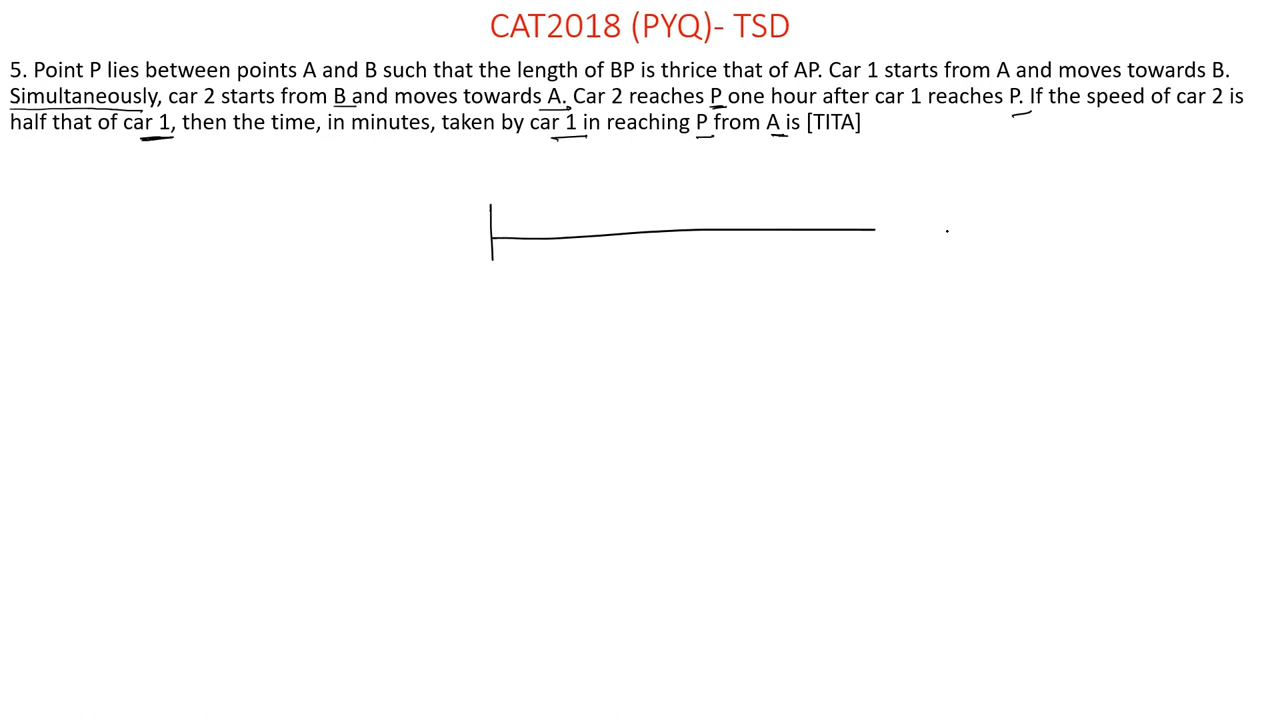 CAT2018 (PYQ)- TSD
5. Point P lies between points A and B such that the length of BP is thrice that of AP. Car 1 starts from A and moves towards B.
Simultaneously, car 2 starts from B and moves towards A. Car 2 reaches P one hour after car 1 reaches P. If the speed of car 2 is
half that of car 1, then the time, in minutes, taken by car 1 in reaching P from A is [TITA]